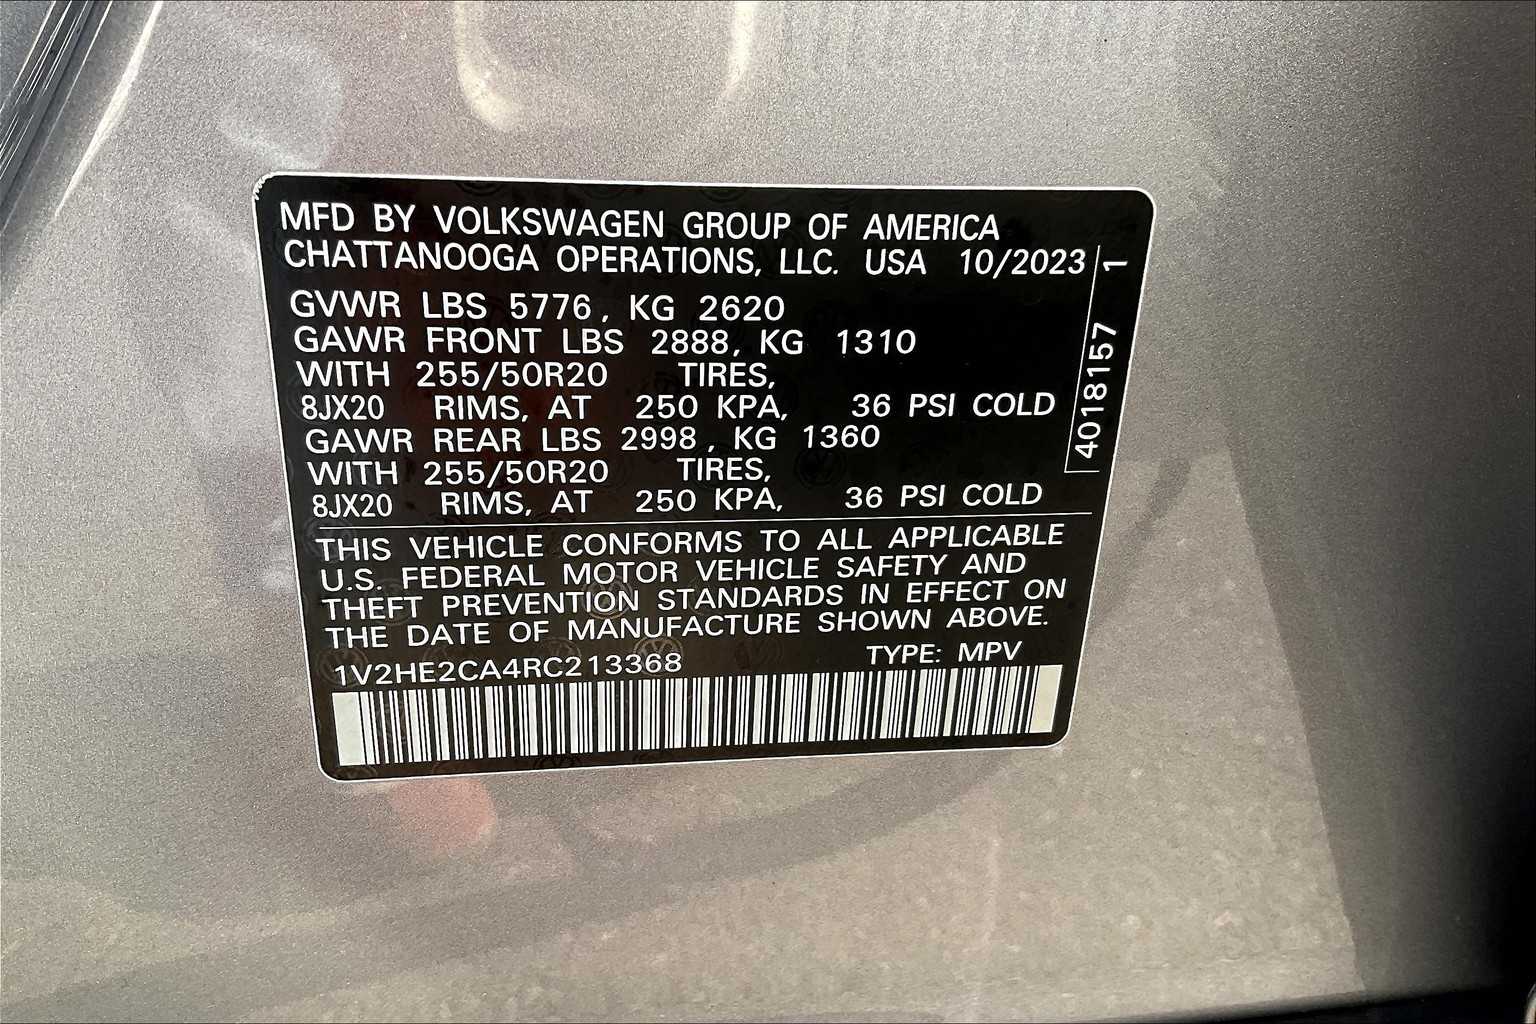 MFD BY VOLKSWAGEN GROUP OF AMERICA
CHATTANOOGA OPERATIONS, LLC. USA 10/2023
GVWR LBS 5776, KG 2620
GAWR FRONT LBS 2888, KG 1310
WITH 255/50R20 TIRES,
8JX20 RIMS, AT 250 KPA, 36 PSI COLD
GAWR REAR LBS 2998, KG 1360
WITH 255/50R20 TIRES,
8JX20 RIMS, AT 250 KPA, 36 PSI COLD
THIS VEHICLE CONFORMS TO ALL APPLICABLE
U.S. FEDERAL MOTOR VEHICLE SAFETY AND
THEFT PREVENTION STANDARDS IN EFFECT ON
THE DATE OF MANUFACTURE SHOWN ABOVE.
1V2HE2CA4RC213368 TYPE: MPV
4018157 1